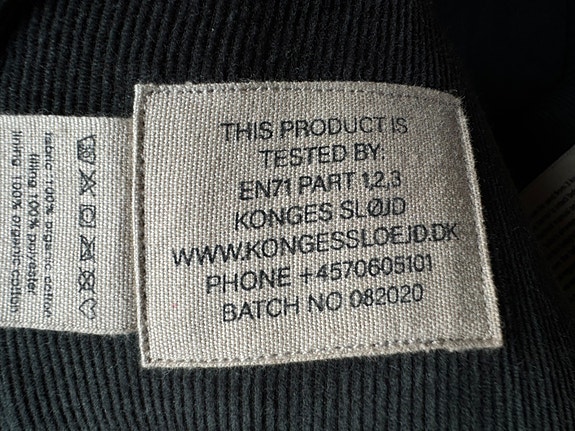 THIS PRODUCT IS
TESTED BY:
EN71 PART 1,2,3
KONGES SLØJD
WWW.KONGESSLOEJD.DK
PHONE +4570605101
BATCH NO 082020
fabric 100% organic cotton
filling 100% polyester
lining 100% organic cotton